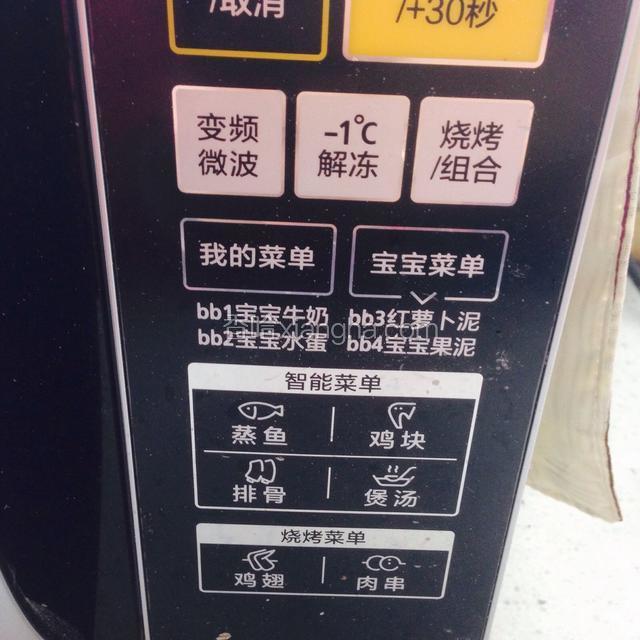 /取消
/+30秒
变频
微波
-1℃
解冻
烧烤
/组合
我的菜单
宝宝菜单
bb1宝宝牛奶 bb3红萝卜泥
bb2宝宝水蛋 bb4宝宝果泥
智能菜单
蒸鱼
鸡块
排骨
煲汤
烧烤菜单
鸡翅
肉串